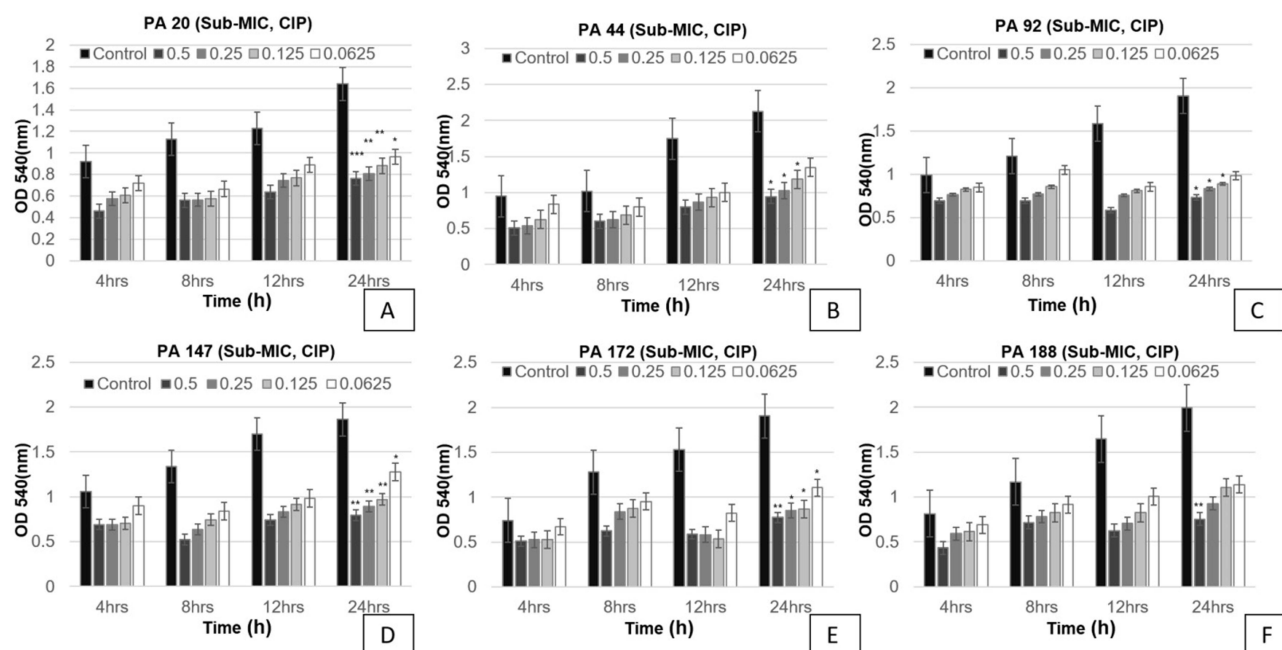 PA 20 (Sub-MIC, CIP)
2
1.8
1.6
1.4
1.2
1
0.8
0.6
0.4
0.2
0
OD 540(nm)
Control 0.5 0.25 0.125 0.0625
*** ** ** *
4hrs 8hrs 12hrs 24hrs
Time (h)
A
PA 44 (Sub-MIC, CIP)
3
2.5
2
1.5
1
0.5
0
OD 540(nm)
Control 0.5 0.25 0.125 0.0625
* * *
4hrs 8hrs 12hrs 24hrs
Time (h)
B
PA 92 (Sub-MIC, CIP)
2.5
2
1.5
1
0.5
0
OD 540(nm)
Control 0.5 0.25 0.125 0.0625
* * *
4hrs 8hrs 12hrs 24hrs
Time (h)
C
PA 147 (Sub-MIC, CIP)
2.5
2
1.5
1
0.5
0
OD 540(nm)
Control 0.5 0.25 0.125 0.0625
** ** ** *
4hrs 8hrs 12hrs 24hrs
Time (h)
D
PA 172 (Sub-MIC, CIP)
2.5
2
1.5
1
0.5
0
OD 540(nm)
Control 0.5 0.25 0.125 0.0625
** * * *
4hrs 8hrs 12hrs 24hrs
Time (h)
E
PA 188 (Sub-MIC, CIP)
2.5
2
1.5
1
0.5
0
OD 540(nm)
Control 0.5 0.25 0.125 0.0625
**
4hrs 8hrs 12hrs 24hrs
Time (h)
F